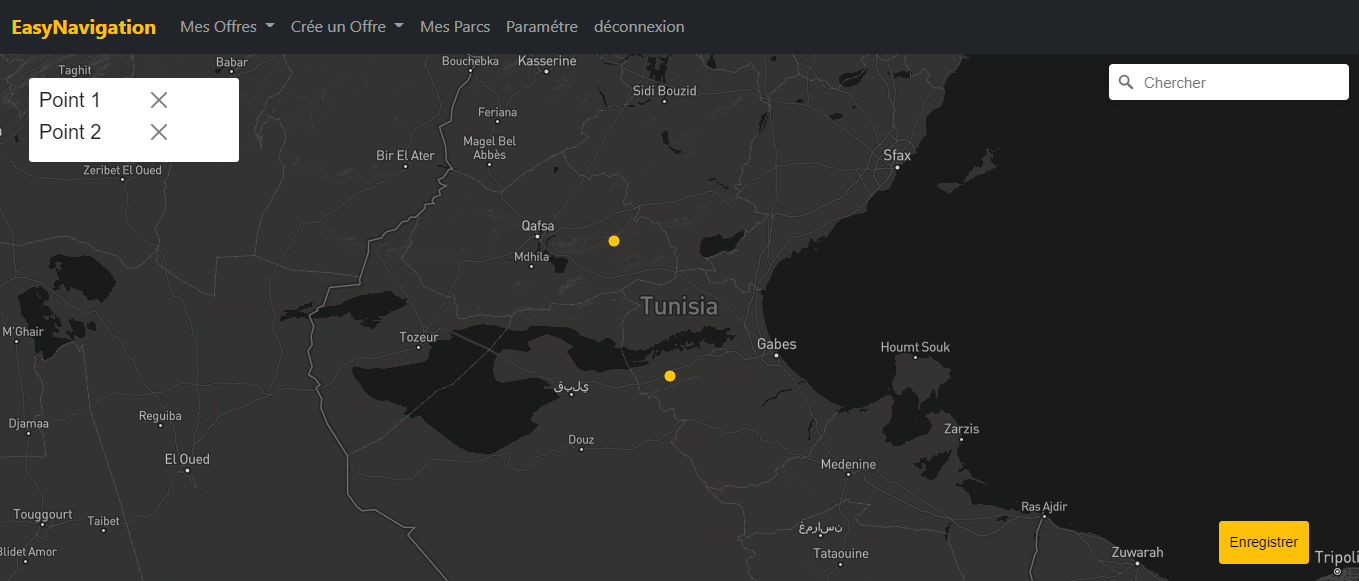 EasyNavigation Mes Offres Crée un Offre Mes Parcs Paramétre déconnexion
Taghit
Babar
Bouchebka
Kasserine
Chercher
Point 1
Point 2
Sidi Bouzid
Feriana
Magel Bel
Abbès
Bir El Ater
Sfax
Zeribet El Oued
Qafsa
Mdhila
Tunisia
M'Ghair
Tozeur
Gabes
Houmt Souk
ڨبلي
Reguiba
Djamaa
Douz
Zarzis
El Oued
Medenine
Touggourt
Taibet
Ras Ajdir
غمراسن
Enregistrer
Blidet Amor
Tataouine
Zuwarah
Tripoli